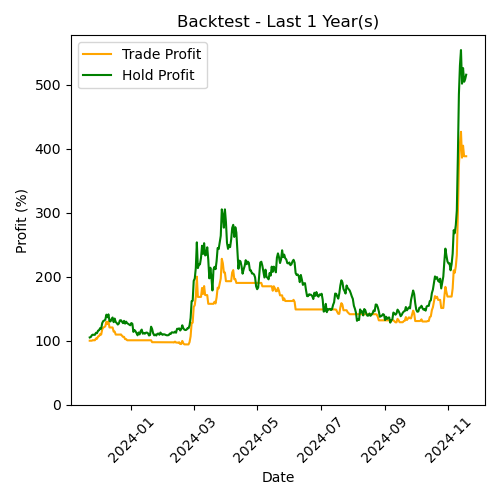 Backtest - Last 1 Year(s)
Trade Profit
Hold Profit
Profit (%)
500
400
300
200
100
0
2024-01
2024-03
2024-05
2024-07
2024-09
2024-11
Date